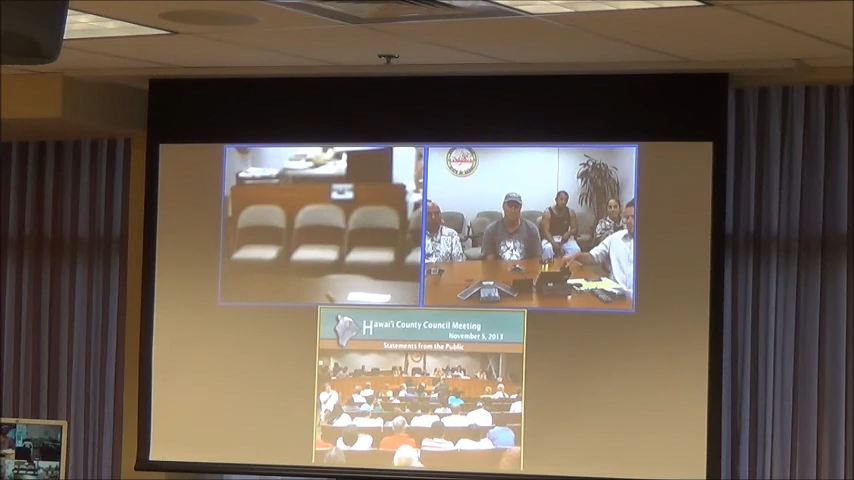 Hawai'i County Council Meeting
November 5, 2013
Statements from the Public